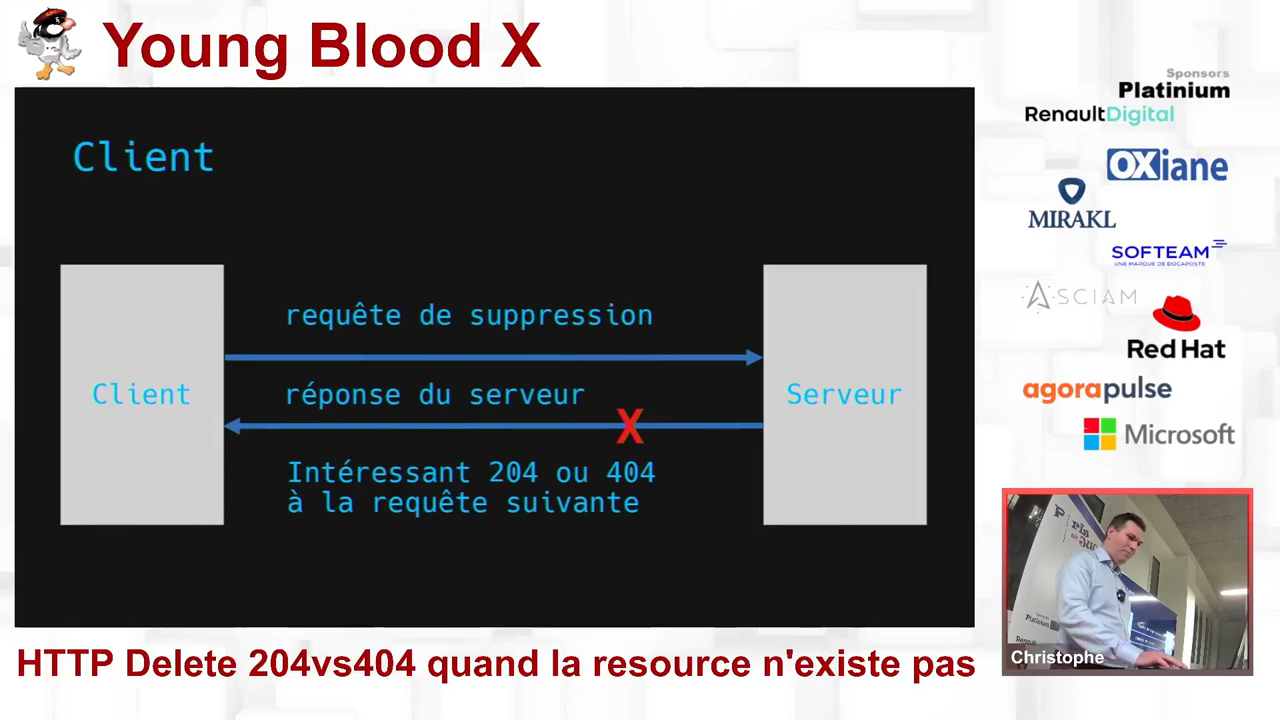 Young Blood X
Client
Client
requête de suppression
réponse du serveur
X
Intéressant 204 ou 404
à la requête suivante
Serveur
Sponsors
Platinium
RenaultDigital
OXiane
MIRAKL
SOFTEAM
UNE MARQUE DE DOCAPOSTE
ASCIAM
Red Hat
agorapulse
Microsoft
Christophe
HTTP Delete 204vs404 quand la resource n'existe pas